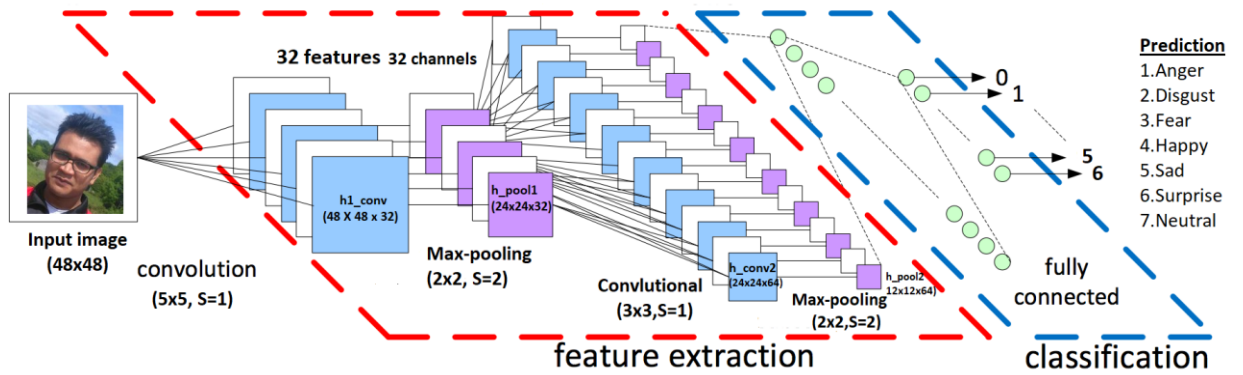 32 features 32 channels
Input image
(48x48)
convolution
(5x5, S=1)
h1_conv
(48 X 48 x 32)
h_pool1
(24x24x32)
Max-pooling
(2x2, S=2)
Convlutional
(3x3,S=1)
h_conv2
(24x24x64)
h_pool2
12x12x64)
Max-pooling
(2x2,S=2)
feature extraction
0
1
5
6
fully
connected
classification
Prediction
1.Anger
2.Disgust
3.Fear
4.Happy
5.Sad
6.Surprise
7.Neutral